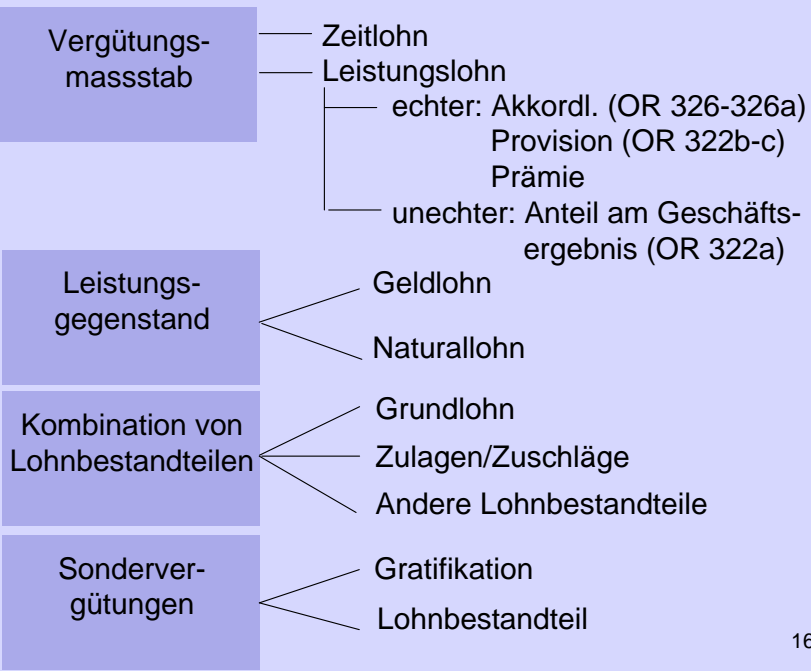 Vergütungs-
massstab
Zeitlohn
Leistungslohn
echter: Akkordl. (OR 326-326a)
Provision (OR 322b-c)
Prämie
unechter: Anteil am Geschäfts-
ergebnis (OR 322a)
Leistungs-
gegenstand
Geldlohn
Naturallohn
Kombination von
Lohnbestandteilen
Grundlohn
Zulagen/Zuschläge
Andere Lohnbestandteile
Sonderver-
gütungen
Gratifikation
Lohnbestandteil
16